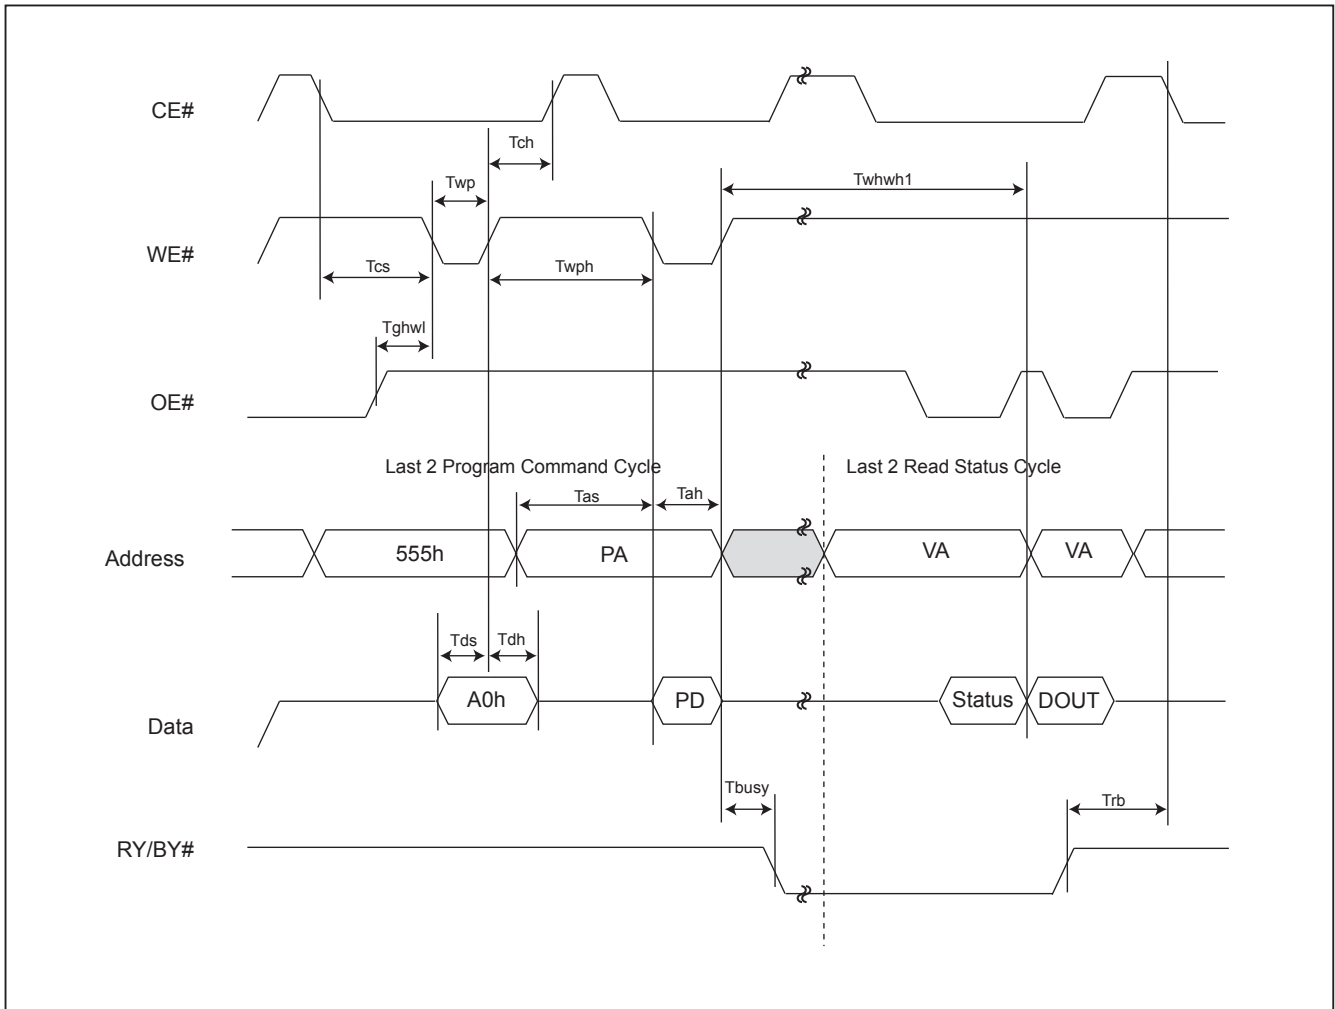 CE#
Tch
Twp
Twhwh1
WE#
Tcs
Twph
Tghwl
OE#
Last 2 Program Command Cycle
Last 2 Read Status Cycle
Tas
Tah
Address
555h
PA
VA
VA
Tds
Tdh
A0h
PD
Status
DOUT
Data
Tbusy
Trb
RY/BY#